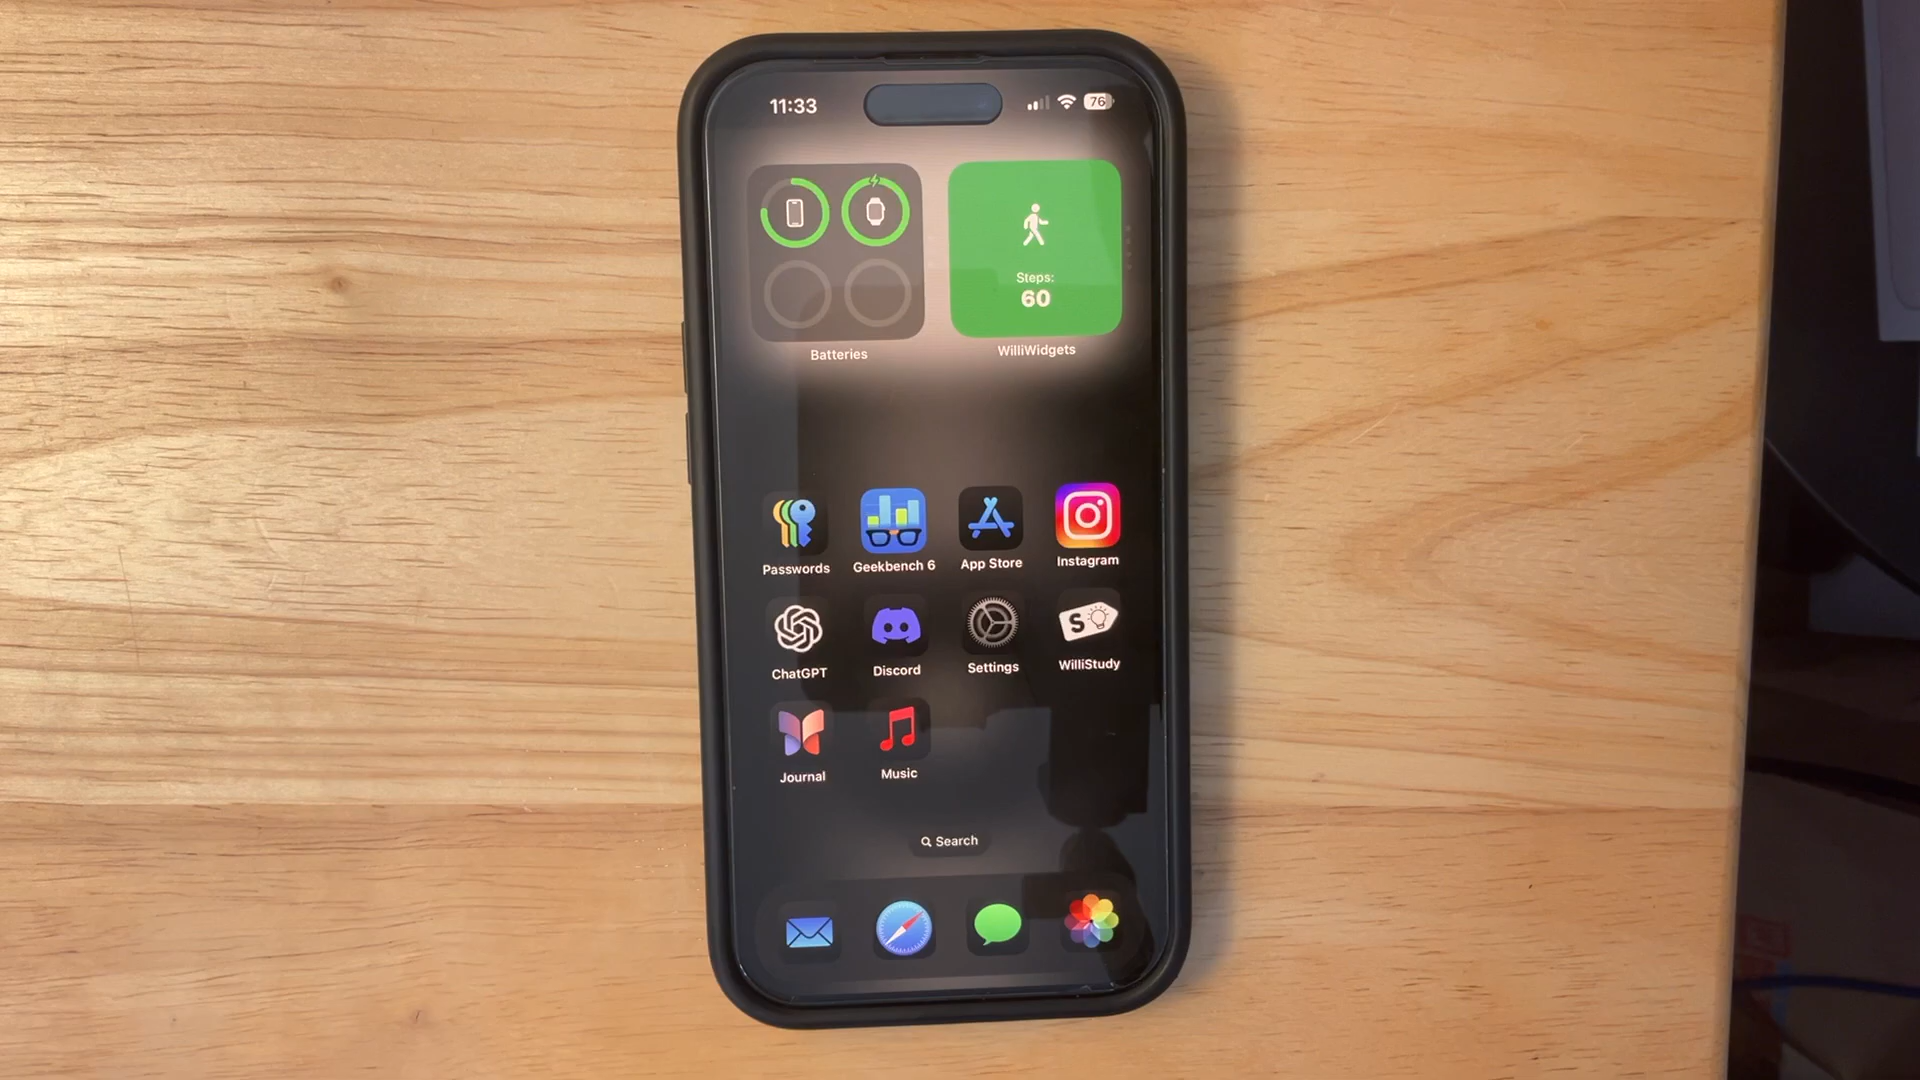 11:33 76
Steps:
60
Batteries WilliWidgets
Passwords Geekbench 6 App Store Instagram
S
ChatGPT Discord Settings WilliStudy
Journal Music
Search